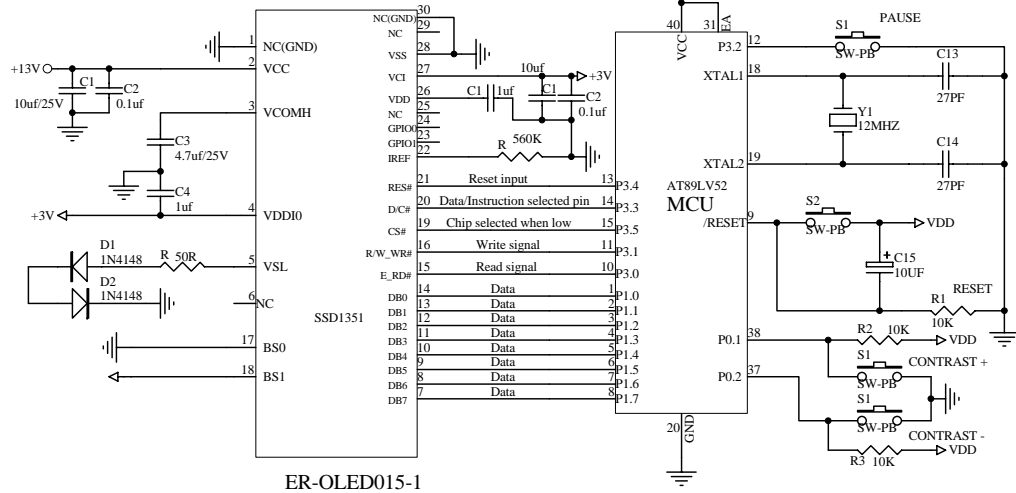 1 NC(GND)
+13V
2 VCC
C1
10uf/25V
C2
0.1uf
3 VCOMH
C3
4.7uf/25V
C4
1uf
+3V
4 VDDI0
D1
1N4148
R 50R
5 VSL
D2
1N4148
6 NC
17 BS0
18 BS1
SSD1351
ER-OLED015-1
NC(GND) 30
NC 29
VSS 28
VCI 27
VDD 26
NC 25
GPIO0 24
GPIO1 23
IREF 22
10uf
+3V
C1 1uf
C1
C2
0.1uf
R 560K
RES# 21 Reset input 13 P3.4
D/C# 20 Data/Instruction selected pin 14 P3.3
CS# 19 Chip selected when low 15 P3.5
R/W_WR# 16 Write signal 11 P3.1
E_RD# 15 Read signal 10 P3.0
DB0 14 Data 1 P1.0
DB1 13 Data 2 P1.1
DB2 12 Data 3 P1.2
DB3 11 Data 4 P1.3
DB4 10 Data 5 P1.4
DB5 9 Data 6 P1.5
DB6 8 Data 7 P1.6
DB7 7 Data 8 P1.7
40 VCC
31 EA
AT89LV52
MCU
20 GND
P3.2 12
XTAL1 18
XTAL2 19
/RESET 9
P0.1 38
P0.2 37
S1
PAUSE
SW-PB
C13
27PF
Y1
12MHZ
C14
27PF
S2
SW-PB
VDD
+
C15
10UF
RESET
R1
10K
R2 10K
VDD
S1
CONTRAST +
SW-PB
S1
SW-PB
CONTRAST -
R3 10K
VDD